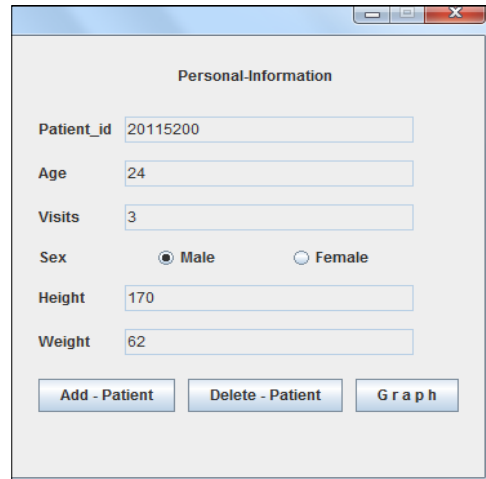 Personal-Information
Patient_id 20115200
Age 24
Visits 3
Sex Male Female
Height 170
Weight 62
Add - Patient Delete - Patient G r a p h